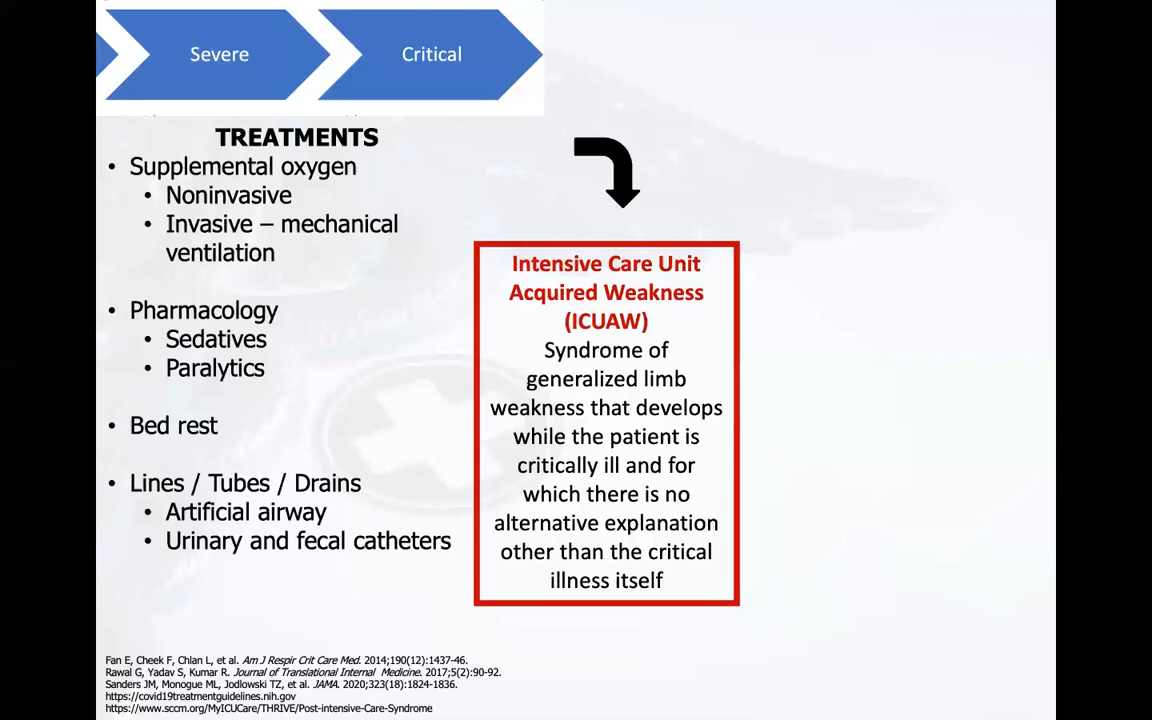 Severe
Critical
TREATMENTS
• Supplemental oxygen
• Noninvasive
• Invasive – mechanical
ventilation
• Pharmacology
• Sedatives
• Paralytics
• Bed rest
• Lines / Tubes / Drains
• Artificial airway
• Urinary and fecal catheters
Intensive Care Unit
Acquired Weakness
(ICUAW)
Syndrome of
generalized limb
weakness that develops
while the patient is
critically ill and for
which there is no
alternative explanation
other than the critical
illness itself
Fan E, Cheek F, Chlan L, et al. Am J Respir Crit Care Med. 2014;190(12):1437-46.
Rawal G, Yadav S, Kumar R. Journal of Translational Internal Medicine. 2017;5(2):90-92.
Sanders JM, Monogue ML, Jodlowski TZ, et al. JAMA. 2020;323(18):1824-1836.
https://covid19treatmentguidelines.nih.gov
https://www.sccm.org/MyICUCare/THRIVE/Post-intensive-Care-Syndrome